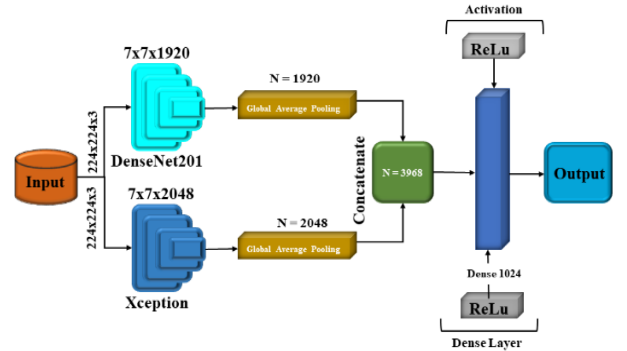 Activation
ReLu
7x7x1920
N = 1920
Global Average Pooling
224x224x3
DenseNet201
Input
Concatenate
N = 3968
Output
224x224x3
7x7x2048
N = 2048
Global Average Pooling
Xception
Dense 1024
ReLu
Dense Layer